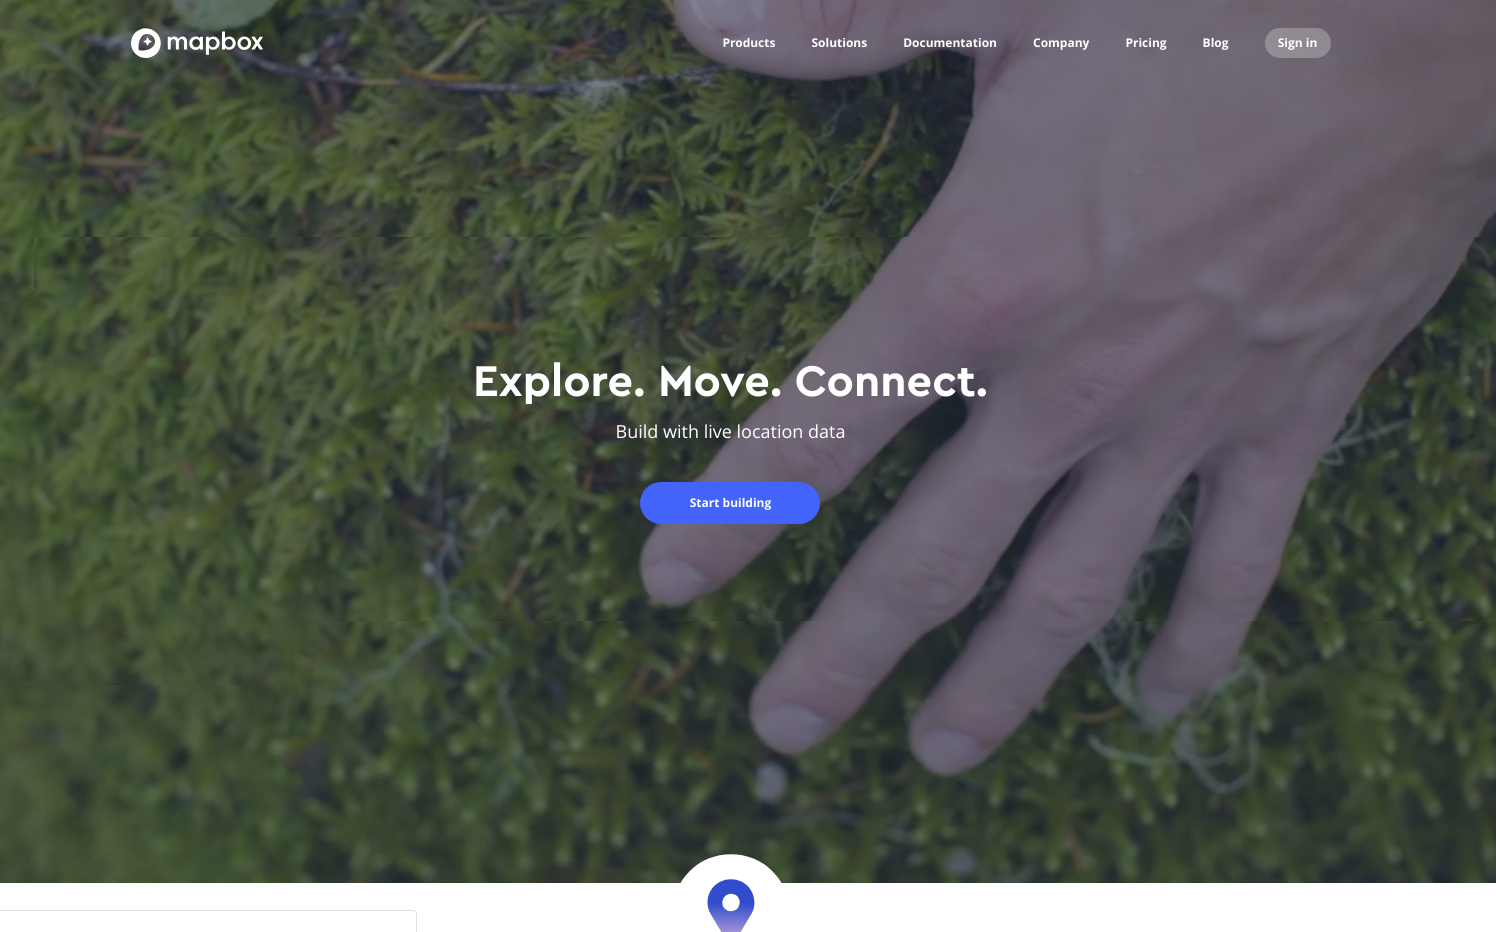 mapbox
Products Solutions Documentation Company Pricing Blog Sign in
Explore. Move. Connect.
Build with live location data
Start building